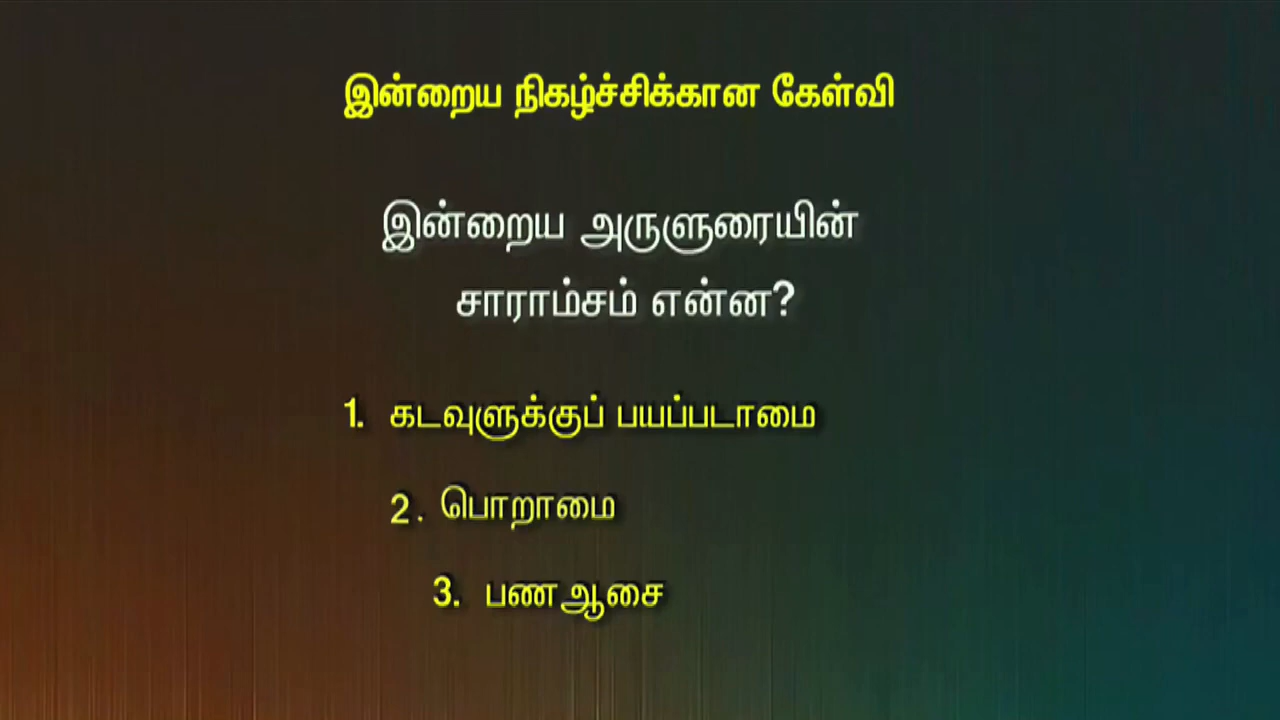 இன்றைய நிகழ்ச்சிக்கான கேள்வி
இன்றைய அருளுரையின்
சாராம்சம் என்ன?
1. கடவுளுக்குப் பயப்படாமை
2. பொறாமை
3. பணஆசை